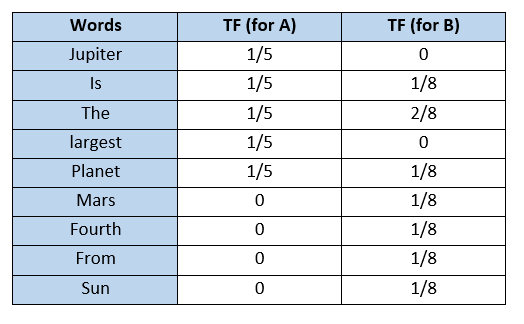 Words TF (for A) TF (for B)
Jupiter 1/5 0
Is 1/5 1/8
The 1/5 2/8
largest 1/5 0
Planet 1/5 1/8
Mars 0 1/8
Fourth 0 1/8
From 0 1/8
Sun 0 1/8